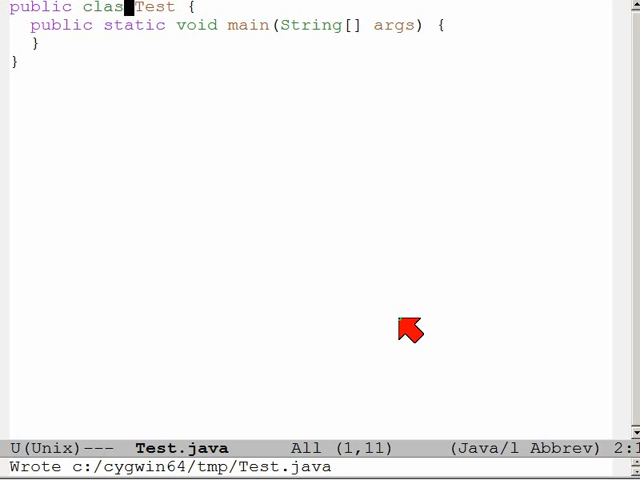 public clas Test {
  public static void main(String[] args) {
  }
}
U(Unix)--- Test.java All (1,11) (Java/l Abbrev) 2:1
Wrote c:/cygwin64/tmp/Test.java